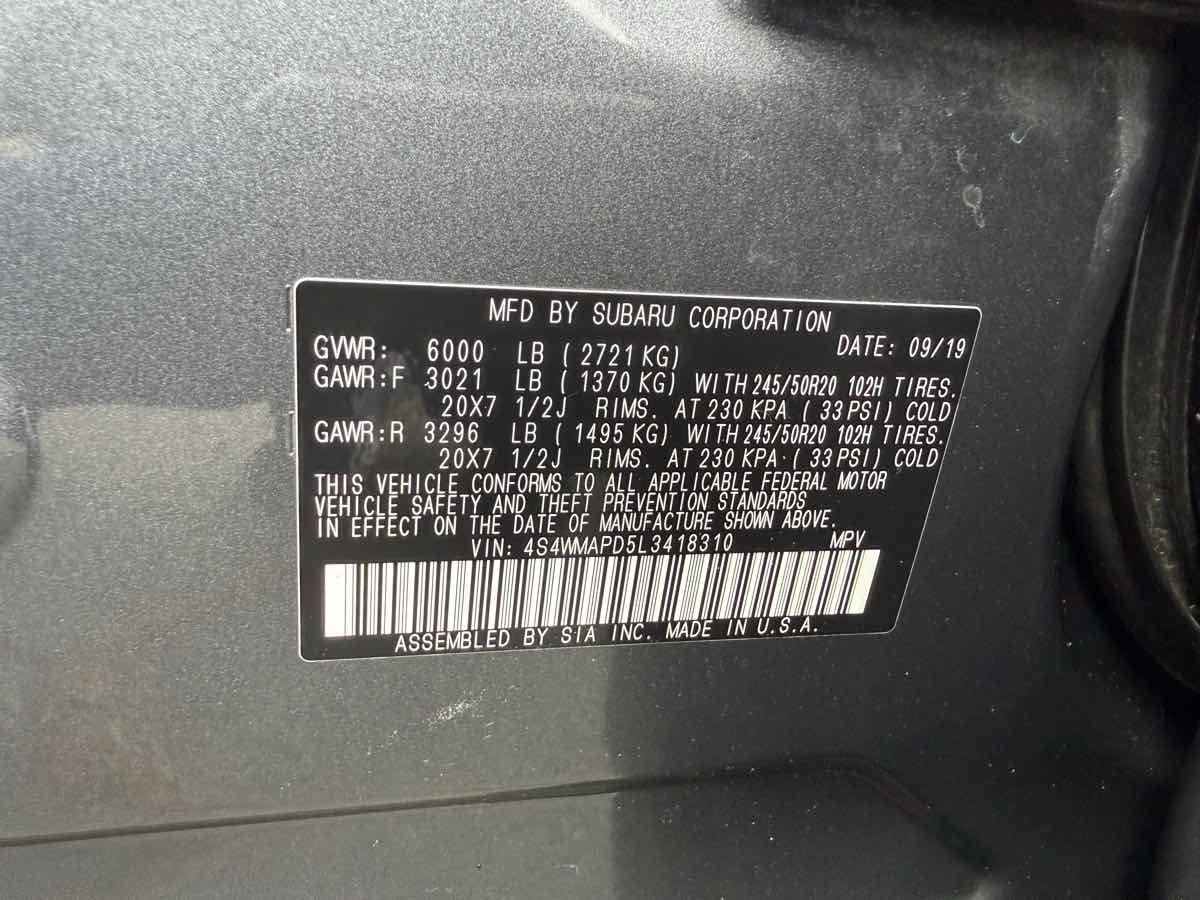 MFD BY SUBARU CORPORATION
GVWR: 6000 LB ( 2721 KG) DATE: 09/19
GAWR:F 3021 LB ( 1370 KG) WITH 245/50R20 102H TIRES.
20X7 1/2J RIMS. AT 230 KPA ( 33 PSI) COLD
GAWR:R 3296 LB ( 1495 KG) WITH 245/50R20 102H TIRES.
20X7 1/2J RIMS. AT 230 KPA ( 33 PSI) COLD
THIS VEHICLE CONFORMS TO ALL APPLICABLE FEDERAL MOTOR
VEHICLE SAFETY AND THEFT PREVENTION STANDARDS
IN EFFECT ON THE DATE OF MANUFACTURE SHOWN ABOVE.
VIN: 4S4WMAPD5L3418310 MPV
ASSEMBLED BY SIA INC. MADE IN U.S.A.